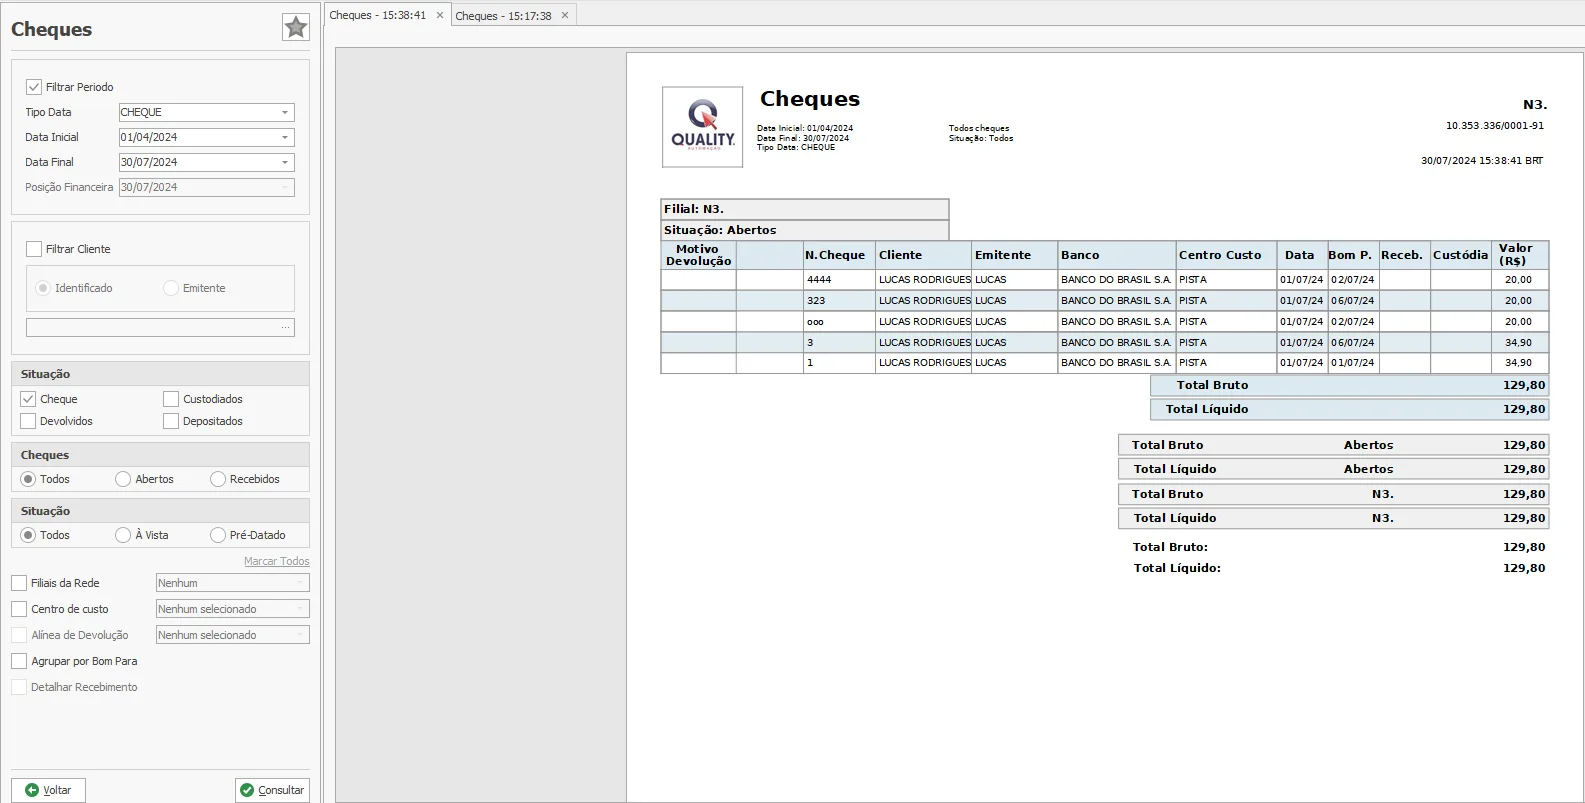 Cheques
Filtrar Periodo
Tipo Data CHEQUE
Data Inicial 01/04/2024
Data Final 30/07/2024
Posição Financeira 30/07/2024
Filtrar Cliente
Identificado Emitente
...
Situação
Cheque Custodiados
Devolvidos Depositados
Cheques
Todos Abertos Recebidos
Situação
Todos À Vista Pré-Datado
Marcar Todos
Filiais da Rede Nenhum
Centro de custo Nenhum selecionado
Alínea de Devolução Nenhum selecionado
Agrupar por Bom Para
Detalhar Recebimento
Voltar Consultar
Cheques - 15:38:41 × Cheques - 15:17:38 ×
QUALITY
AUTOMAÇÃO
Cheques
Data Inicial: 01/04/2024 Todos cheques
Data Final: 30/07/2024 Situação: Todos
Tipo Data: CHEQUE
N3.
10.353.336/0001-91
30/07/2024 15:38:41 BRT
Filial: N3.
Situação: Abertos
Motivo Devolução N.Cheque Cliente Emitente Banco Centro Custo Data Bom P. Receb. Custódia Valor (R$)
4444 LUCAS RODRIGUES LUCAS BANCO DO BRASIL S.A. PISTA 01/07/24 02/07/24 20,00
323 LUCAS RODRIGUES LUCAS BANCO DO BRASIL S.A. PISTA 01/07/24 06/07/24 20,00
ooo LUCAS RODRIGUES LUCAS BANCO DO BRASIL S.A. PISTA 01/07/24 02/07/24 20,00
3 LUCAS RODRIGUES LUCAS BANCO DO BRASIL S.A. PISTA 01/07/24 06/07/24 34,90
1 LUCAS RODRIGUES LUCAS BANCO DO BRASIL S.A. PISTA 01/07/24 01/07/24 34,90
Total Bruto 129,80
Total Líquido 129,80
Total Bruto Abertos 129,80
Total Líquido Abertos 129,80
Total Bruto N3. 129,80
Total Líquido N3. 129,80
Total Bruto: 129,80
Total Líquido: 129,80